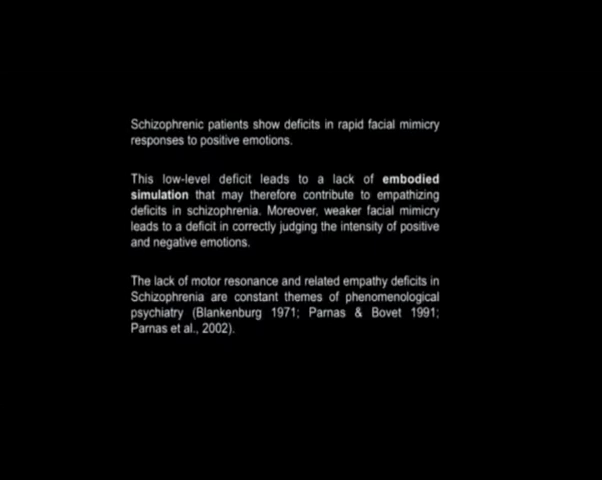 Schizophrenic patients show deficits in rapid facial mimicry
responses to positive emotions.
This low-level deficit leads to a lack of embodied
simulation that may therefore contribute to empathizing
deficits in schizophrenia. Moreover, weaker facial mimicry
leads to a deficit in correctly judging the intensity of positive
and negative emotions.
The lack of motor resonance and related empathy deficits in
Schizophrenia are constant themes of phenomenological
psychiatry (Blankenburg 1971; Parnas & Bovet 1991;
Parnas et al., 2002).